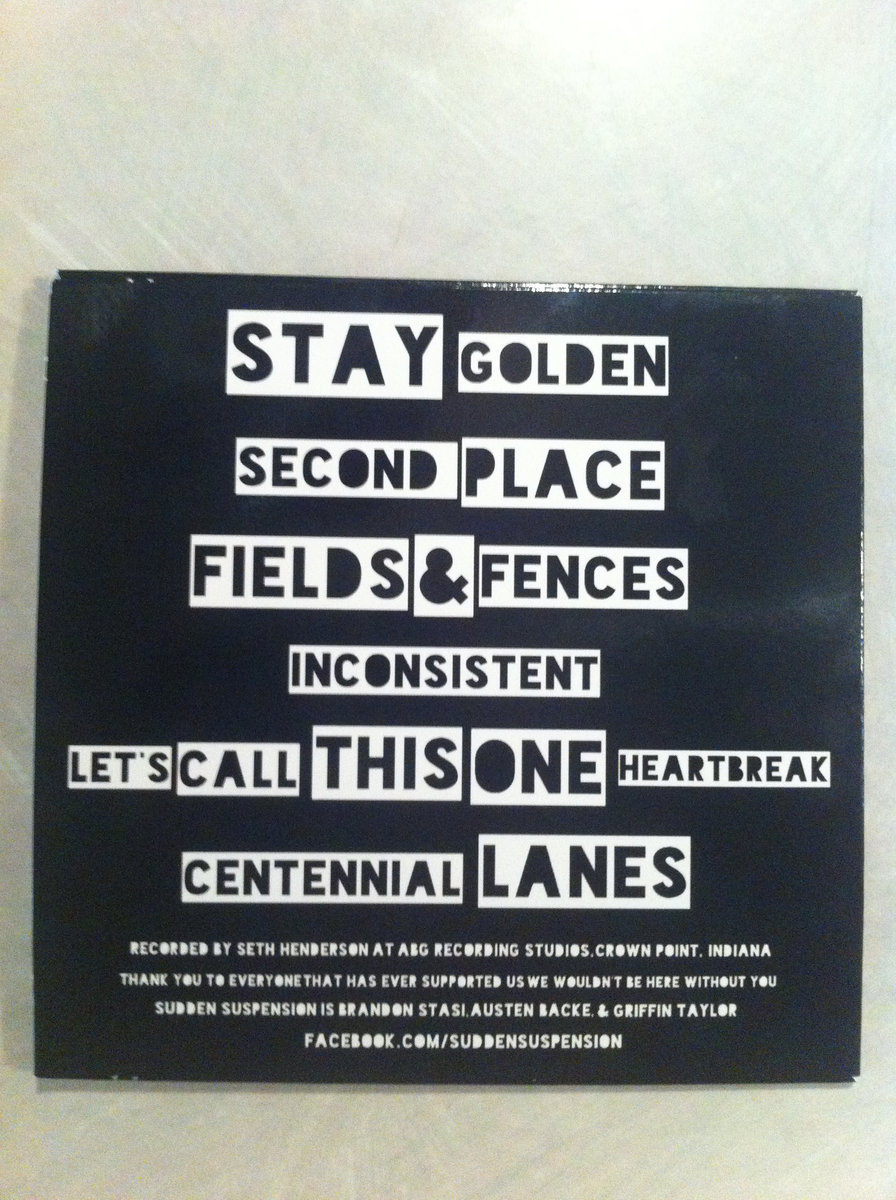 STAY GOLDEN
SECOND PLACE
FIELDS & FENCES
INCONSISTENT
LET'S CALL THIS ONE HEARTBREAK
CENTENNIAL LANES
RECORDED BY SETH HENDERSON AT ABG RECORDING STUDIOS, CROWN POINT, INDIANA
THANK YOU TO EVERYONETHAT HAS EVER SUPPORTED US WE WOULDN'T BE HERE WITHOUT YOU
SUDDEN SUSPENSION IS BRANDON STASI, AUSTEN BACKE, & GRIFFIN TAYLOR
FACEBOOK.COM/SUDDENSUSPENSION